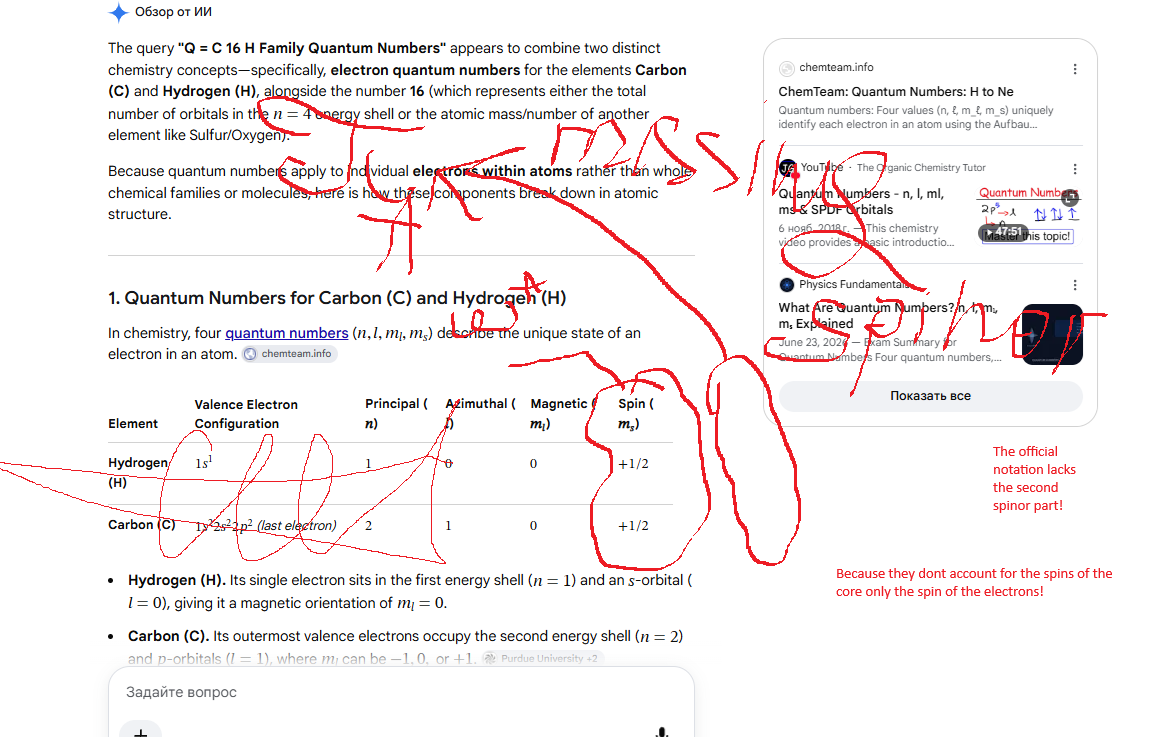 Обзор от ИИ
The query "Q = C 16 H Family Quantum Numbers" appears to combine two distinct
chemistry concepts—specifically, electron quantum numbers for the elements Carbon
(C) and Hydrogen (H), alongside the number 16 (which represents either the total
number of orbitals in the n = 4 energy shell or the atomic mass/number of another
element like Sulfur/Oxygen).
Because quantum numbers apply to individual electrons within atoms rather than whole
chemical families or molecules, here is how these components break down in atomic
structure.
1. Quantum Numbers for Carbon (C) and Hydrogen (H)
In chemistry, four quantum numbers (n, l, mₗ, mₛ) describe the unique state of an
electron in an atom. chemteam.info
Element Valence Electron Configuration Principal (n) Azimuthal (l) Magnetic (mₗ) Spin (mₛ)
Hydrogen (H) 1s¹ 1 0 0 +1/2
Carbon (C) 1s²2s²2p² (last electron) 2 1 0 +1/2
• Hydrogen (H). Its single electron sits in the first energy shell (n = 1) and an s-orbital (
l = 0), giving it a magnetic orientation of mₗ = 0.
• Carbon (C). Its outermost valence electrons occupy the second energy shell (n = 2)
and p-orbitals (l = 1), where mₗ can be −1, 0, or +1. Purdue University +2
Задайте вопрос
chemteam.info
ChemTeam: Quantum Numbers: H to Ne
Quantum numbers: Four values (n, ℓ, m_ℓ, m_s) uniquely
identify each electron in an atom using the Aufbau...
YouTube · The Organic Chemistry Tutor
Quantum Numbers - n, l, ml,
ms & SPDF Orbitals
6 нояб. 2018 г. — This chemistry
video provides a basic introductio...
Quantum Numbers
47:51
Master this topic!
Physics Fundamentals
What Are Quantum Numbers? n, l, mₗ,
mₛ Explained
June 23, 2026 — Exam Summary for
Quantum Numbers Four quantum numbers,...
Показать все
The official
notation lacks
the second
spinor part!
Because they dont account for the spins of the
core only the spin of the electrons!